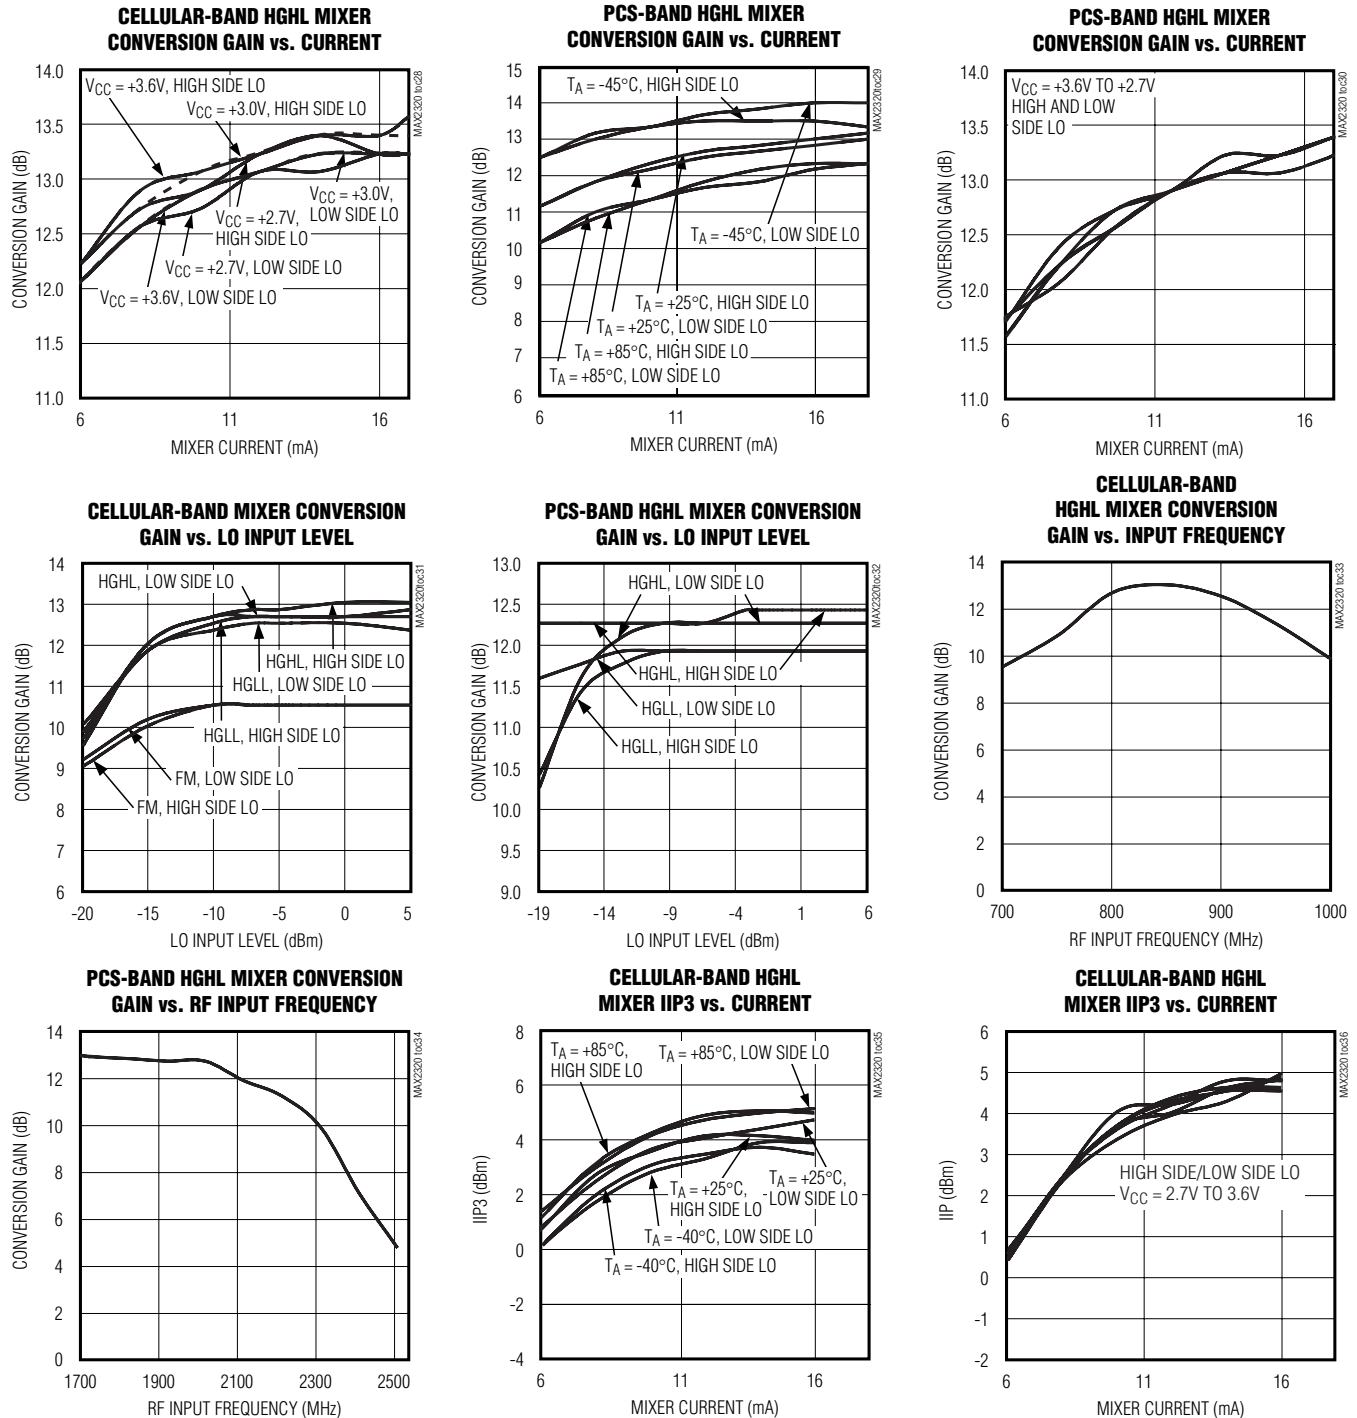 CELLULAR-BAND HGHL MIXER
CONVERSION GAIN vs. CURRENT
14.0
13.5
13.0
12.5
12.0
11.5
11.0
CONVERSION GAIN (dB)
VCC = +3.6V, HIGH SIDE LO
VCC = +3.0V, HIGH SIDE LO
VCC = +3.0V,
LOW SIDE LO
VCC = +2.7V,
HIGH SIDE LO
VCC = +2.7V, LOW SIDE LO
VCC = +3.6V, LOW SIDE LO
MAX2320 toc28
6
11
16
MIXER CURRENT (mA)
PCS-BAND HGHL MIXER
CONVERSION GAIN vs. CURRENT
15
14
13
12
11
10
9
8
7
6
CONVERSION GAIN (dB)
TA = -45°C, HIGH SIDE LO
TA = -45°C, LOW SIDE LO
TA = +25°C, HIGH SIDE LO
TA = +25°C, LOW SIDE LO
TA = +85°C, HIGH SIDE LO
TA = +85°C, LOW SIDE LO
MAX2320toc29
6
11
16
MIXER CURRENT (mA)
PCS-BAND HGHL MIXER
CONVERSION GAIN vs. CURRENT
14.0
13.5
13.0
12.5
12.0
11.5
11.0
CONVERSION GAIN (dB)
VCC = +3.6V TO +2.7V
HIGH AND LOW
SIDE LO
MAX2320 toc30
6
11
16
MIXER CURRENT (mA)
CELLULAR-BAND MIXER CONVERSION
GAIN vs. LO INPUT LEVEL
14
13
12
11
10
9
8
7
6
CONVERSION GAIN (dB)
HGHL, LOW SIDE LO
HGHL, HIGH SIDE LO
HGLL, LOW SIDE LO
HGLL, HIGH SIDE LO
FM, LOW SIDE LO
FM, HIGH SIDE LO
MAX2320toc31
-20
-15
-10
-5
0
5
LO INPUT LEVEL (dBm)
PCS-BAND HGHL MIXER CONVERSION
GAIN vs. LO INPUT LEVEL
13.0
12.5
12.0
11.5
11.0
10.5
10.0
9.5
9.0
CONVERSION GAIN (dB)
HGHL, LOW SIDE LO
HGHL, HIGH SIDE LO
HGLL, LOW SIDE LO
HGLL, HIGH SIDE LO
MAX2320toc32
-19
-14
-9
-4
1
6
LO INPUT LEVEL (dBm)
CELLULAR-BAND
HGHL MIXER CONVERSION
GAIN vs. INPUT FREQUENCY
14
12
10
8
6
4
2
0
CONVERSION GAIN (dB)
MAX2320 toc33
700
800
900
1000
RF INPUT FREQUENCY (MHz)
PCS-BAND HGHL MIXER CONVERSION
GAIN vs. RF INPUT FREQUENCY
14
12
10
8
6
4
2
0
CONVERSION GAIN (dB)
MAX2320 toc34
1700
1900
2100
2300
2500
RF INPUT FREQUENCY (MHz)
CELLULAR-BAND HGHL
MIXER IIP3 vs. CURRENT
8
6
4
2
0
-2
-4
IIP3 (dBm)
TA = +85°C,
HIGH SIDE LO
TA = +85°C, LOW SIDE LO
TA = +25°C,
LOW SIDE LO
TA = +25°C,
HIGH SIDE LO
TA = -40°C, LOW SIDE LO
TA = -40°C, HIGH SIDE LO
MAX2320 toc35
6
11
16
MIXER CURRENT (mA)
CELLULAR-BAND HGHL
MIXER IIP3 vs. CURRENT
6
5
4
3
2
1
0
-1
-2
IIP (dBm)
HIGH SIDE/LOW SIDE LO
VCC = 2.7V TO 3.6V
MAX2320 toc36
6
11
16
MIXER CURRENT (mA)